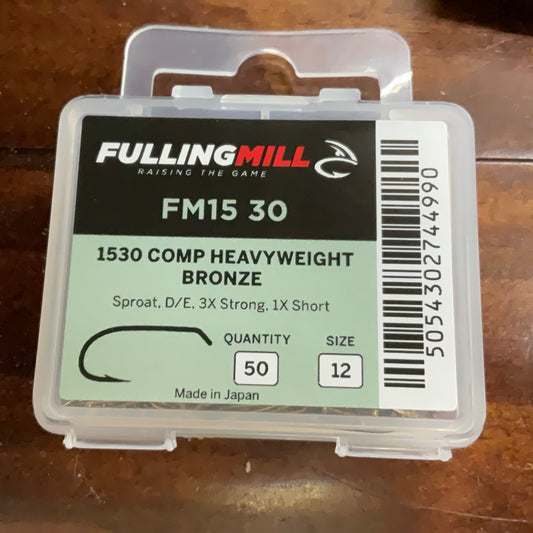 FULLINGMILL
RAISING THE GAME
FM15 30
1530 COMP HEAVYWEIGHT
BRONZE
Sproat, D/E, 3X Strong, 1X Short
QUANTITY
50
SIZE
12
Made in Japan
5054302744990